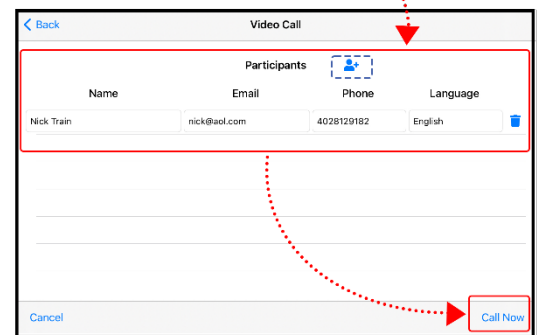 Back Video Call
Participants
Name Email Phone Language
Nick Train nick@aol.com 4028129182 English
Cancel Call Now